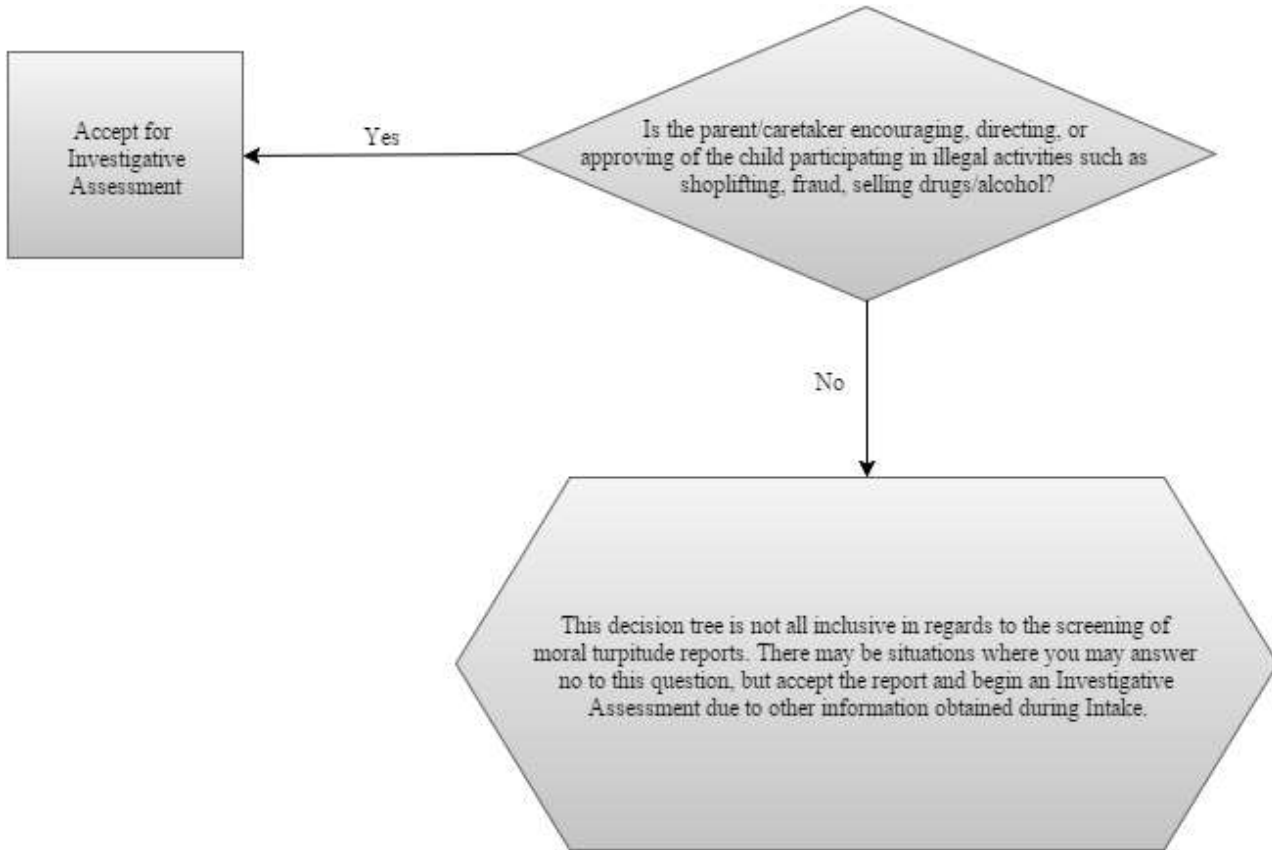 Is the parent/caretaker encouraging, directing, or
approving of the child participating in illegal activities such as
shoplifting, fraud, selling drugs/alcohol?
Yes
Accept for
Investigative
Assessment
No
This decision tree is not all inclusive in regards to the screening of
moral turpitude reports. There may be situations where you may answer
no to this question, but accept the report and begin an Investigative
Assessment due to other information obtained during Intake.